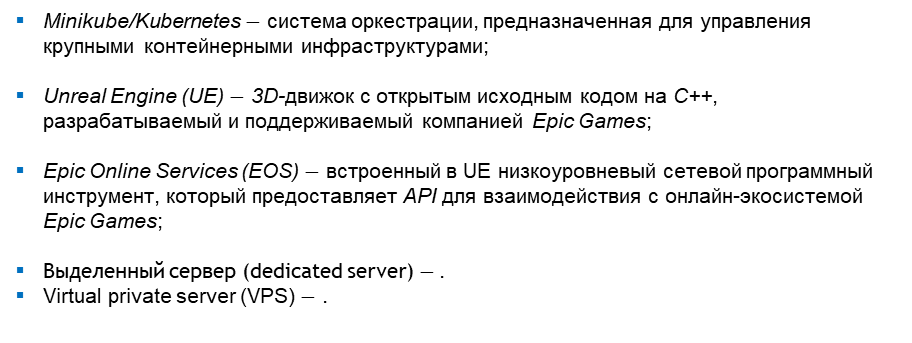 ▪ Minikube/Kubernetes – система оркестрации, предназначенная для управления
крупными контейнерными инфраструктурами;
▪ Unreal Engine (UE) – 3D-движок с открытым исходным кодом на C++,
разрабатываемый и поддерживаемый компанией Epic Games;
▪ Epic Online Services (EOS) – встроенный в UE низкоуровневый сетевой программный
инструмент, который предоставляет API для взаимодействия с онлайн-экосистемой
Epic Games;
▪ Выделенный сервер (dedicated server) – .
▪ Virtual private server (VPS) – .